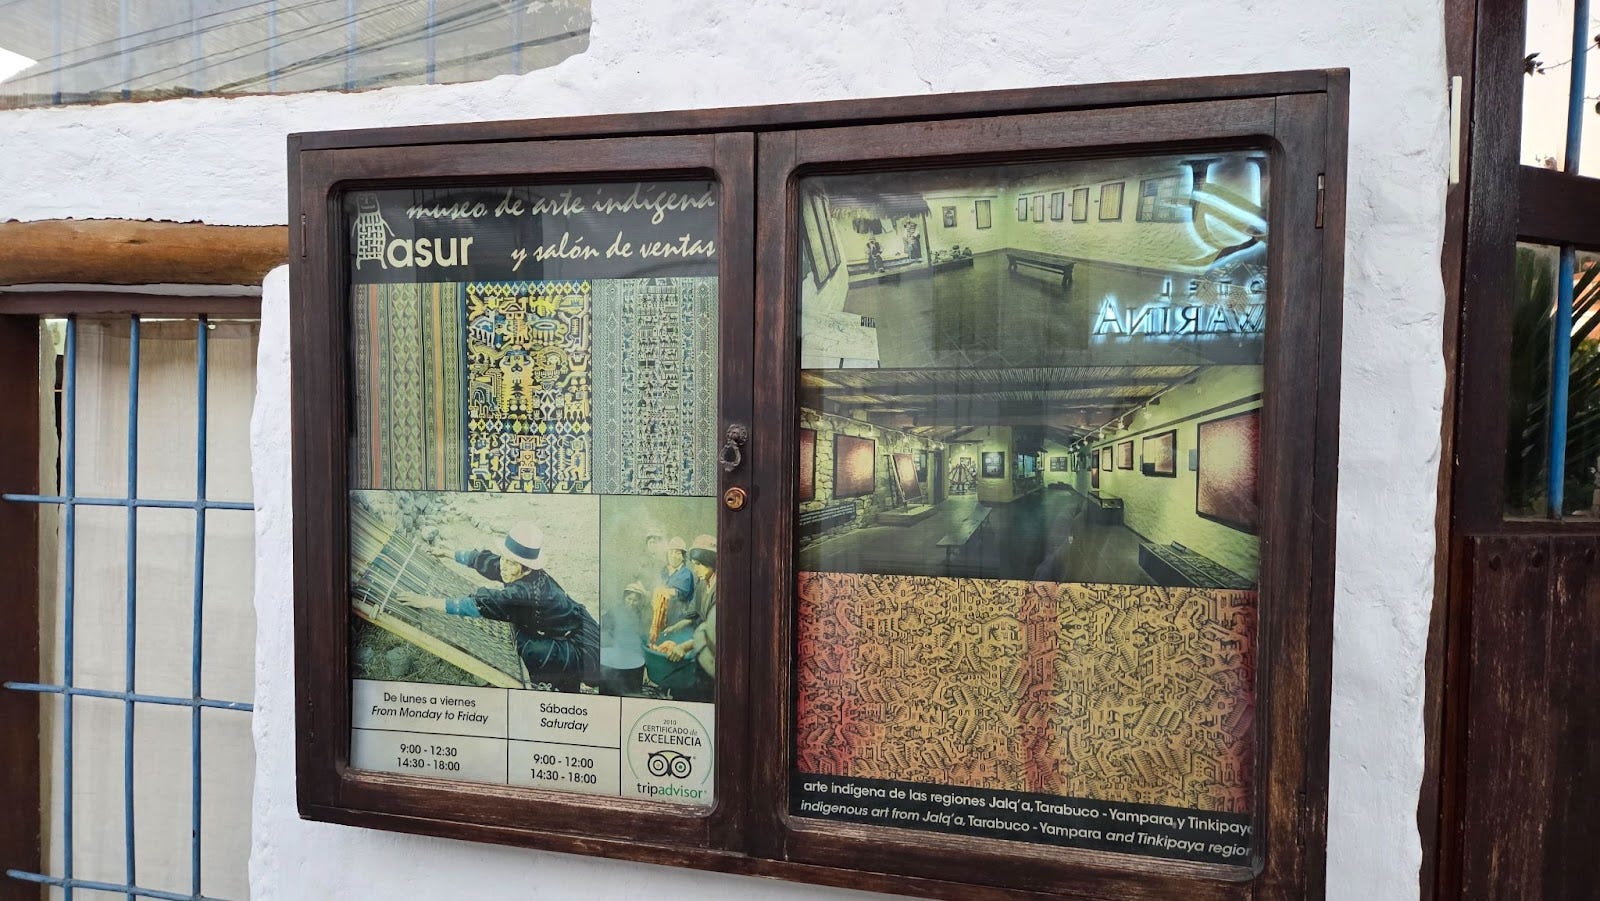 museo de arte indígena
asur
y salón de ventas
De lunes a viernes
From Monday to Friday
9:00 - 12:30
14:30 - 18:00
Sábados
Saturday
9:00 - 12:00
14:30 - 18:00
2010
CERTIFICADO de
EXCELENCIA
tripadvisor
arte indígena de las regiones Jalq'a, Tarabuco - Yampara y Tinkipaya
indigenous art from Jalq'a, Tarabuco - Yampara and Tinkipaya region